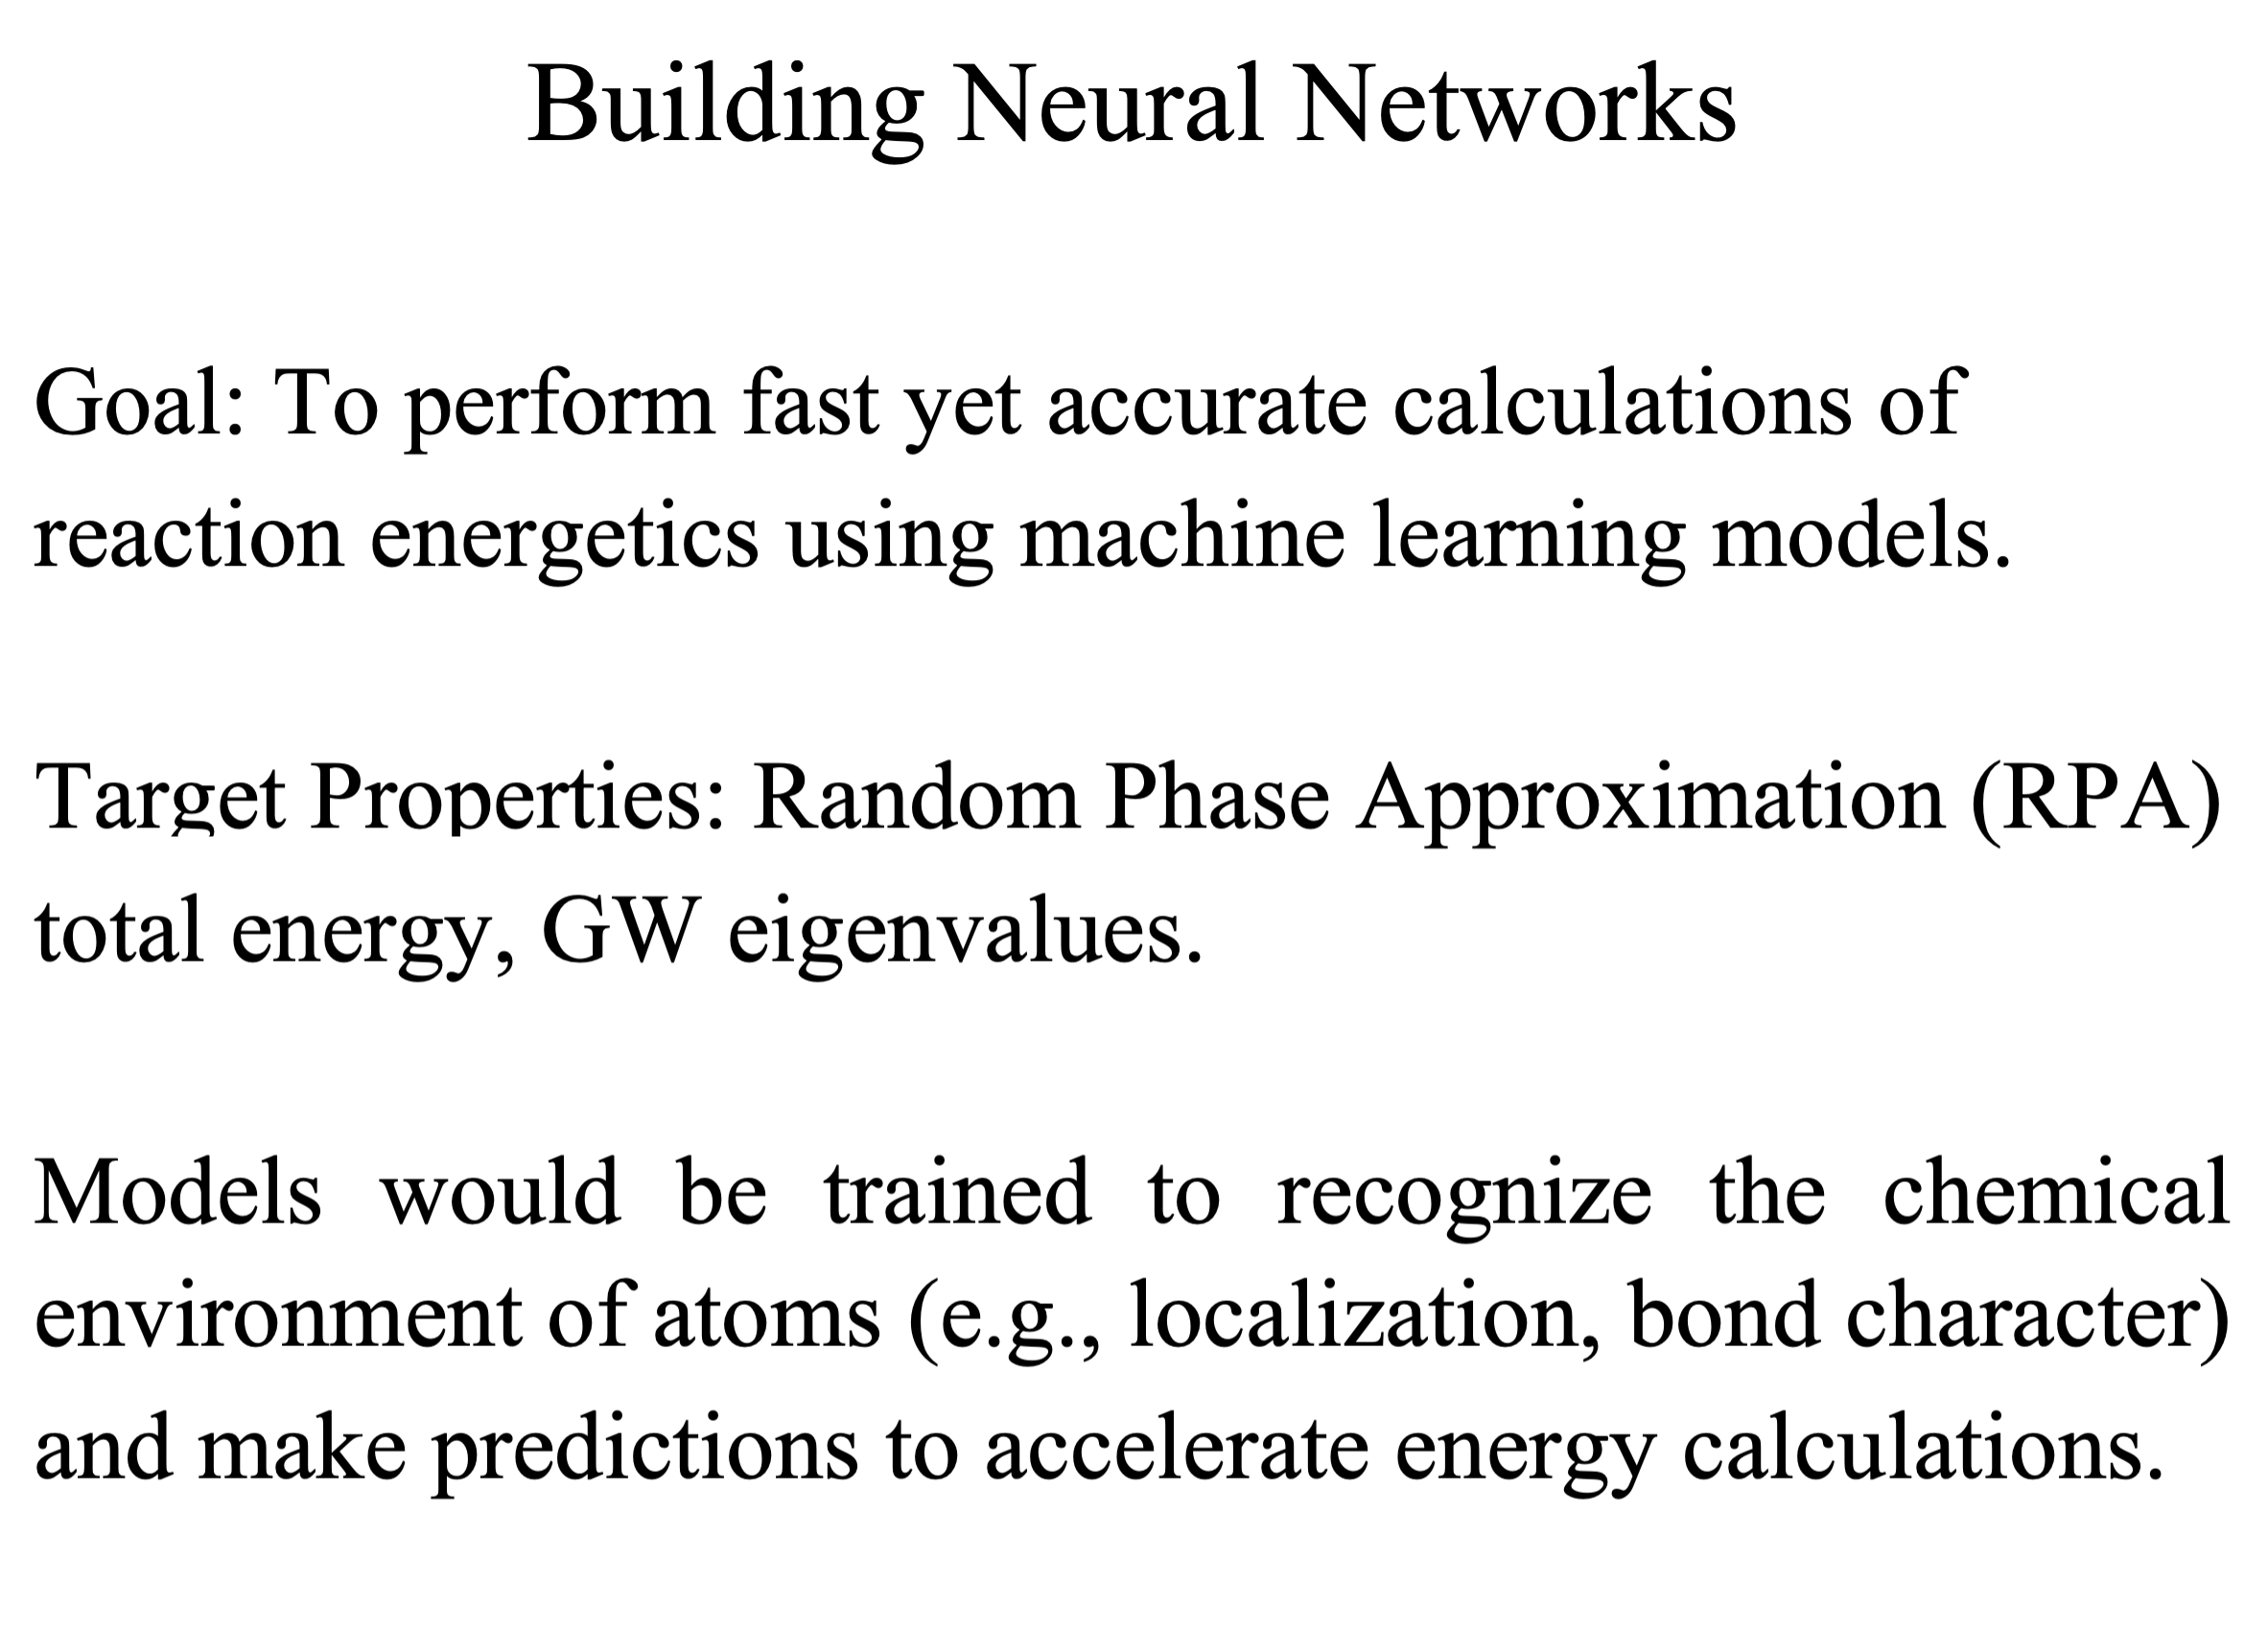 Building Neural Networks
Goal: To perform fast yet accurate calculations of
reaction energetics using machine learning models.
Target Properties: Random Phase Approximation (RPA)
total energy, GW eigenvalues.
Models would be trained to recognize the chemical
environment of atoms (e.g., localization, bond character)
and make predictions to accelerate energy calculations.